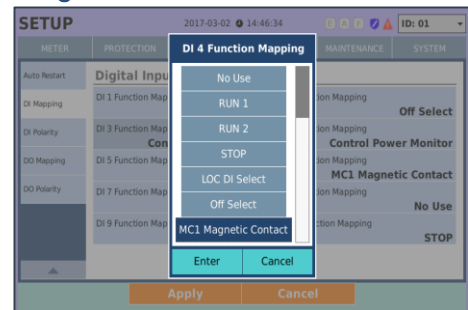 SETUP
2017-03-02 14:46:34
E A F
ID: 01
METER
PROTECTION
MAINTENANCE
SYSTEM
DI 4 Function Mapping
Auto Restart
DI Mapping
DI Polarity
DO Mapping
DO Polarity
Digital Inpu
DI 1 Function Map
ion Mapping
Off Select
DI 3 Function Map
Con
ion Mapping
Control Power Monitor
DI 5 Function Map
ion Mapping
MC1 Magnetic Contact
DI 7 Function Map
ion Mapping
No Use
DI 9 Function Map
ction Mapping
STOP
No Use
RUN 1
RUN 2
STOP
LOC DI Select
Off Select
MC1 Magnetic Contact
Enter
Cancel
Apply
Cancel